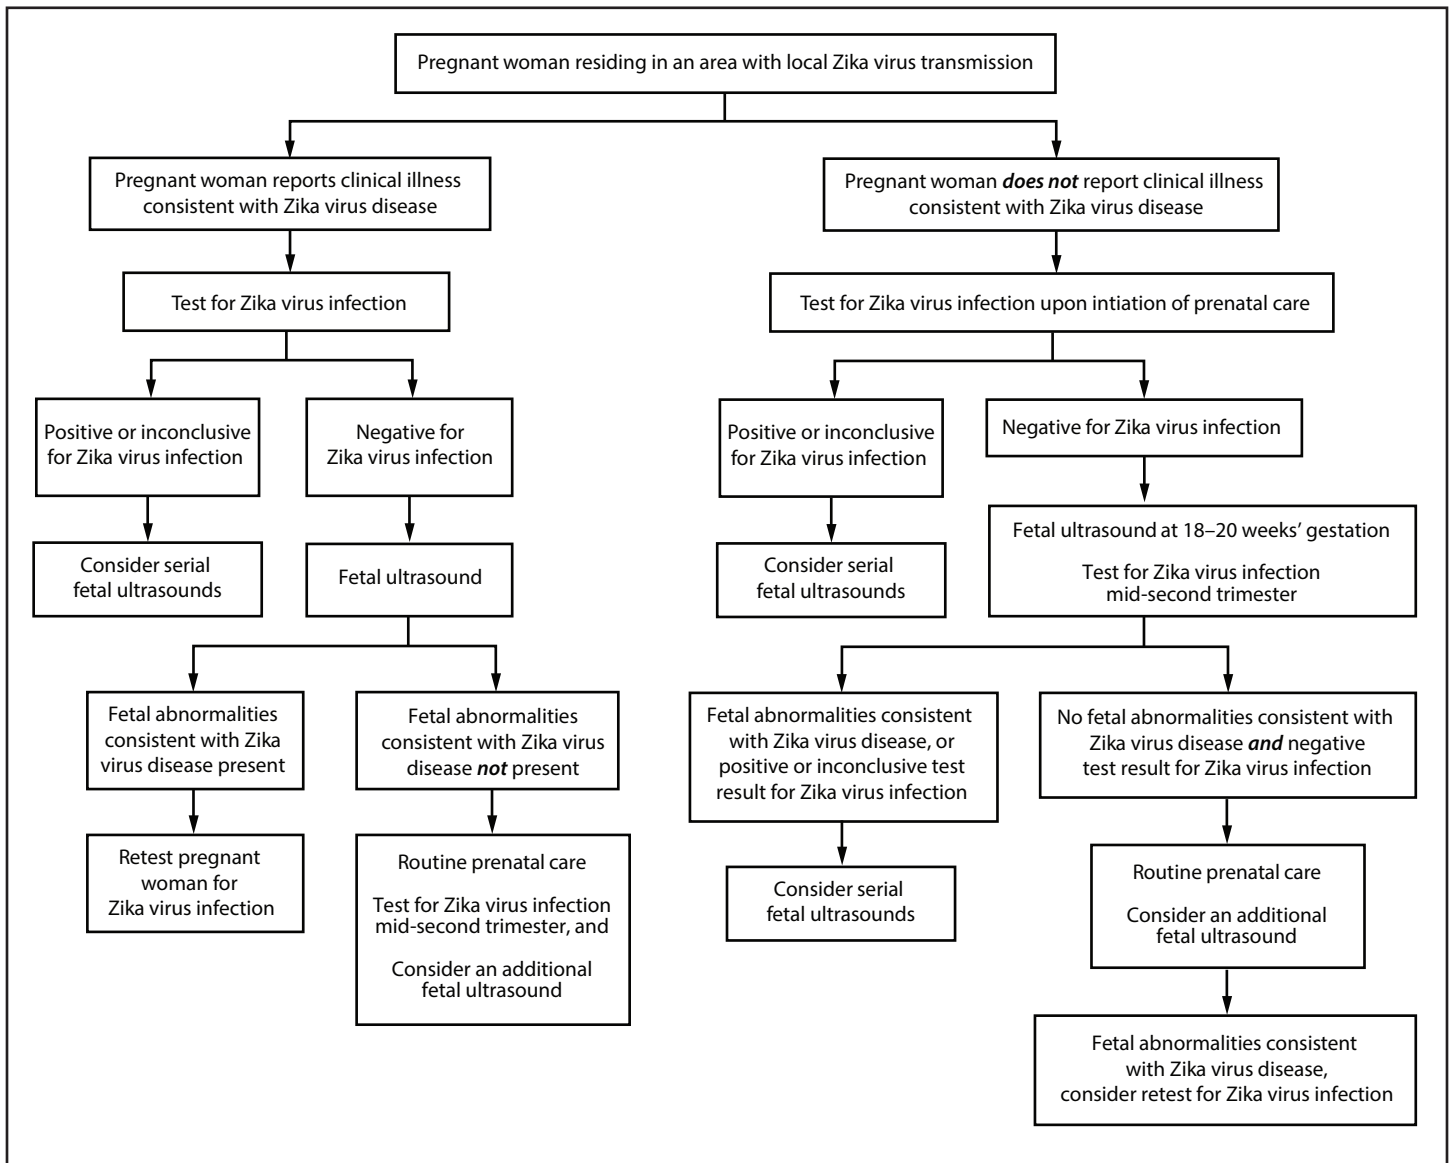 Pregnant woman residing in an area with local Zika virus transmission
Pregnant woman reports clinical illness
consistent with Zika virus disease
Pregnant woman does not report clinical illness
consistent with Zika virus disease
Test for Zika virus infection
Test for Zika virus infection upon intiation of prenatal care
Positive or inconclusive
for Zika virus infection
Negative for
Zika virus infection
Positive or inconclusive
for Zika virus infection
Negative for Zika virus infection
Consider serial
fetal ultrasounds
Fetal ultrasound
Consider serial
fetal ultrasounds
Fetal ultrasound at 18–20 weeks’ gestation
Test for Zika virus infection
mid-second trimester
Fetal abnormalities
consistent with Zika
virus disease present
Fetal abnormalities
consistent with Zika virus
disease not present
Fetal abnormalities consistent
with Zika virus disease, or
positive or inconclusive test
result for Zika virus infection
No fetal abnormalities consistent with
Zika virus disease and negative
test result for Zika virus infection
Retest pregnant
woman for
Zika virus infection
Routine prenatal care
Test for Zika virus infection
mid-second trimester, and
Consider an additional
fetal ultrasound
Consider serial
fetal ultrasounds
Routine prenatal care
Consider an additional
fetal ultrasound
Fetal abnormalities consistent
with Zika virus disease,
consider retest for Zika virus infection